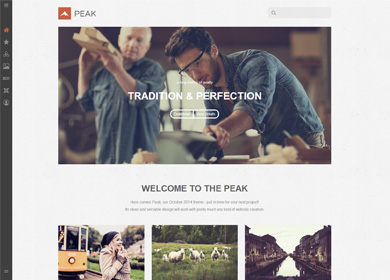 PEAK
TRADITION & PERFECTION
WELCOME TO THE PEAK
Here comes Peak, our October 2014 theme - just in time for your next project!
Its clean and versatile design will work with pretty much any kind of website creation.